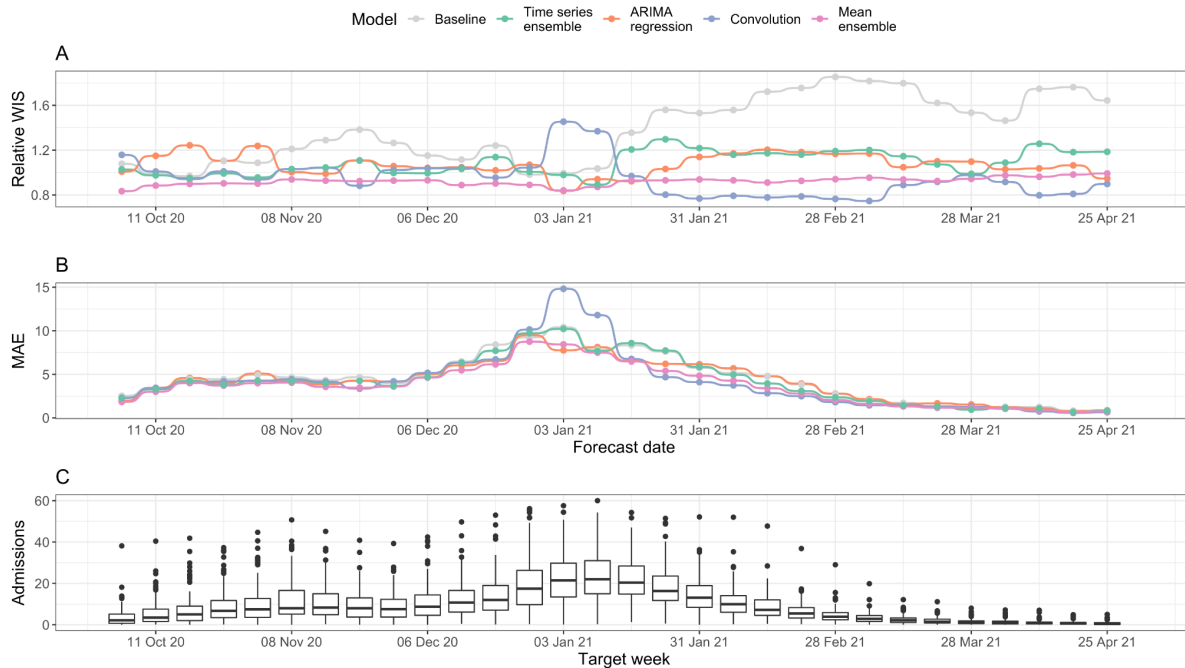 Model Baseline Time series ensemble ARIMA regression Convolution Mean ensemble
A
Relative WIS
1.6
1.2
0.8
11 Oct 20 08 Nov 20 06 Dec 20 03 Jan 21 31 Jan 21 28 Feb 21 28 Mar 21 25 Apr 21
B
MAE
15
10
5
0
11 Oct 20 08 Nov 20 06 Dec 20 03 Jan 21 31 Jan 21 28 Feb 21 28 Mar 21 25 Apr 21
Forecast date
C
Admissions
60
40
20
0
11 Oct 20 08 Nov 20 06 Dec 20 03 Jan 21 31 Jan 21 28 Feb 21 28 Mar 21 25 Apr 21
Target week